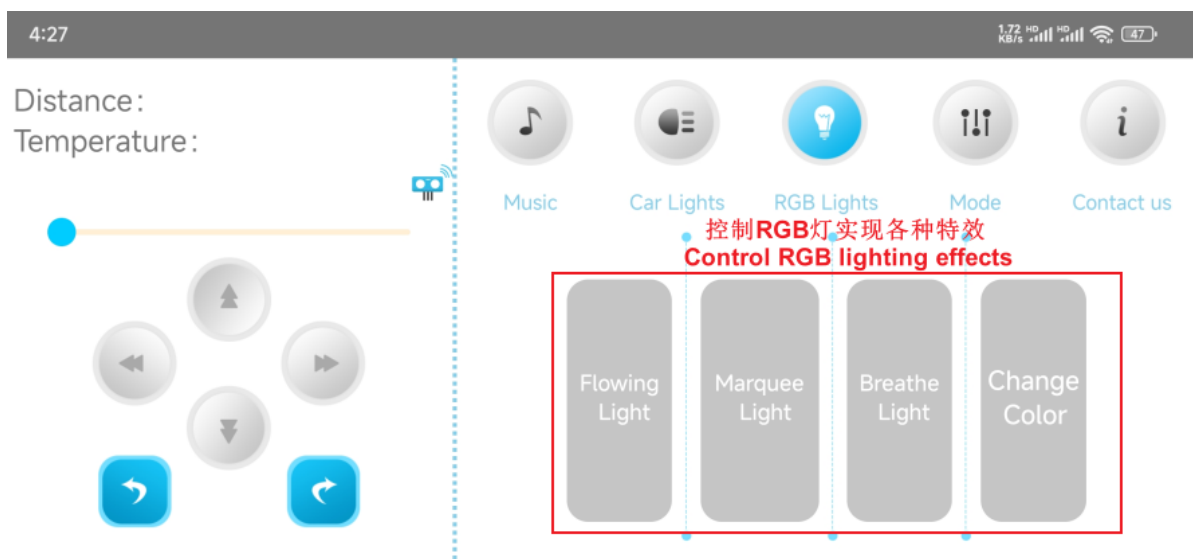 4:27
1.72 KB/s HD HD 47
Distance:
Temperature:
Music
Car Lights
RGB Lights
Mode
Contact us
控制RGB灯实现各种特效
Control RGB lighting effects
Flowing
Light
Marquee
Light
Breathe
Light
Change
Color